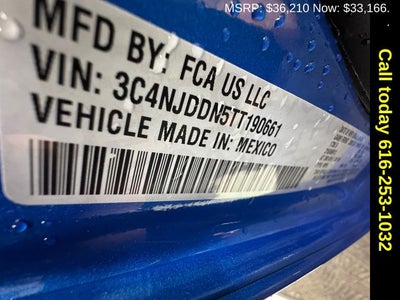 MSRP: $36,210 Now: $33,166.
MFD BY: FCA US LLC
VIN: 3C4NJDDN5TT190661
VEHICLE MADE IN: MEXICO
Call today 616-253-1032